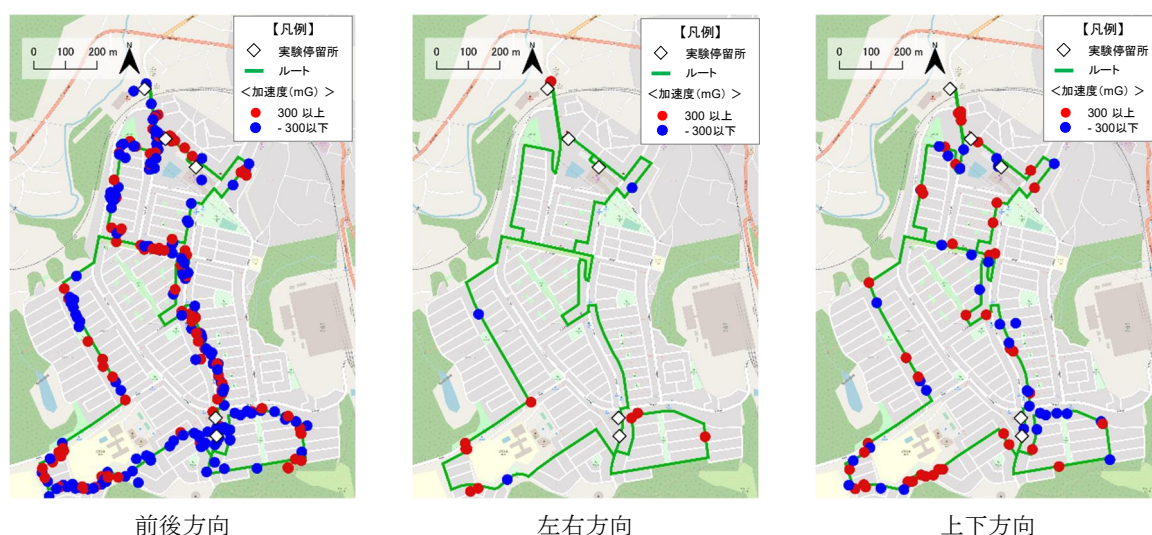 【凡例】
0 100 200 m
N
実験停留所
ルート
<加速度(mG) >
300 以上
- 300以下
前後方向
【凡例】
0 100 200 m
N
実験停留所
ルート
<加速度(mG) >
300 以上
- 300以下
左右方向
【凡例】
0 100 200 m
N
実験停留所
ルート
<加速度(mG) >
300 以上
- 300以下
上下方向